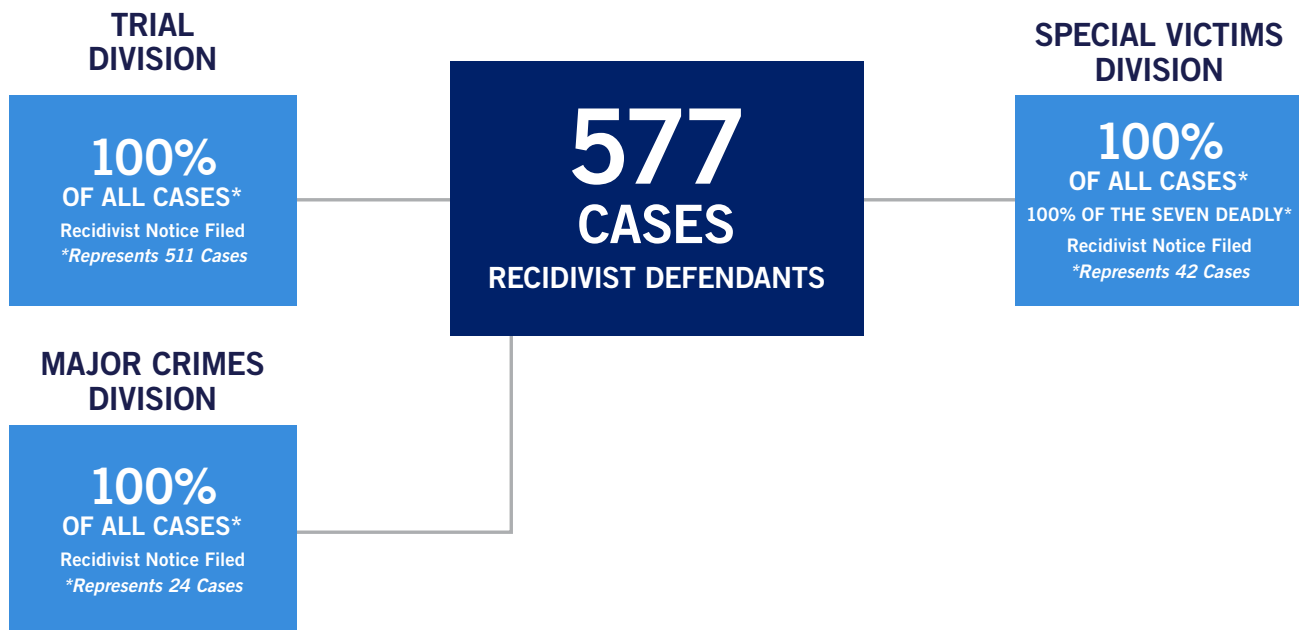 TRIAL
DIVISION
100%
OF ALL CASES*
Recidivist Notice Filed
*Represents 511 Cases
577
CASES
RECIDIVIST DEFENDANTS
SPECIAL VICTIMS
DIVISION
100%
OF ALL CASES*
100% OF THE SEVEN DEADLY*
Recidivist Notice Filed
*Represents 42 Cases
MAJOR CRIMES
DIVISION
100%
OF ALL CASES*
Recidivist Notice Filed
*Represents 24 Cases